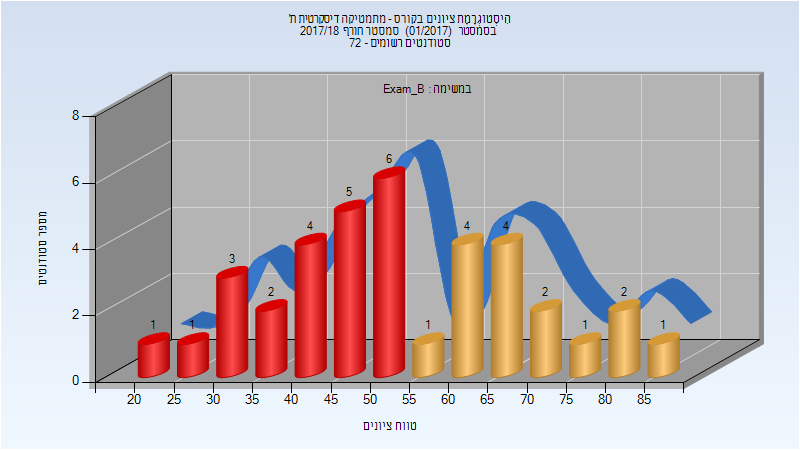 היסטוגרמת ציונים בקורס - מתמטיקה דיסקרטית ת'
בסמסטר (01/2017) סמסטר חורף 2017/18
סטודנטים רשומים - 72
במשימה : Exam_B
מספר סטודנטים
8
6
4
2
0
1 1 3 2 4 5 6 1 4 4 2 1 2 1
20 25 30 35 40 45 50 55 60 65 70 75 80 85
טווח ציונים